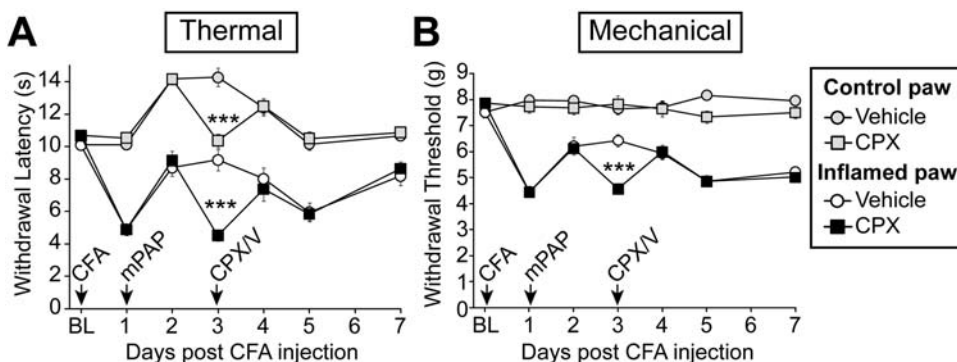 A
Thermal
Withdrawal Latency (s)
14
12
10
8
6
4
2
0
***
***
CFA
mPAP
CPX/V
BL 1 2 3 4 5 6 7
Days post CFA injection
B
Mechanical
Withdrawal Threshold (g)
9
8
7
6
5
4
3
2
1
0
***
CFA
mPAP
CPX/V
BL 1 2 3 4 5 6 7
Days post CFA injection
Control paw
Vehicle
CPX
Inflamed paw
Vehicle
CPX